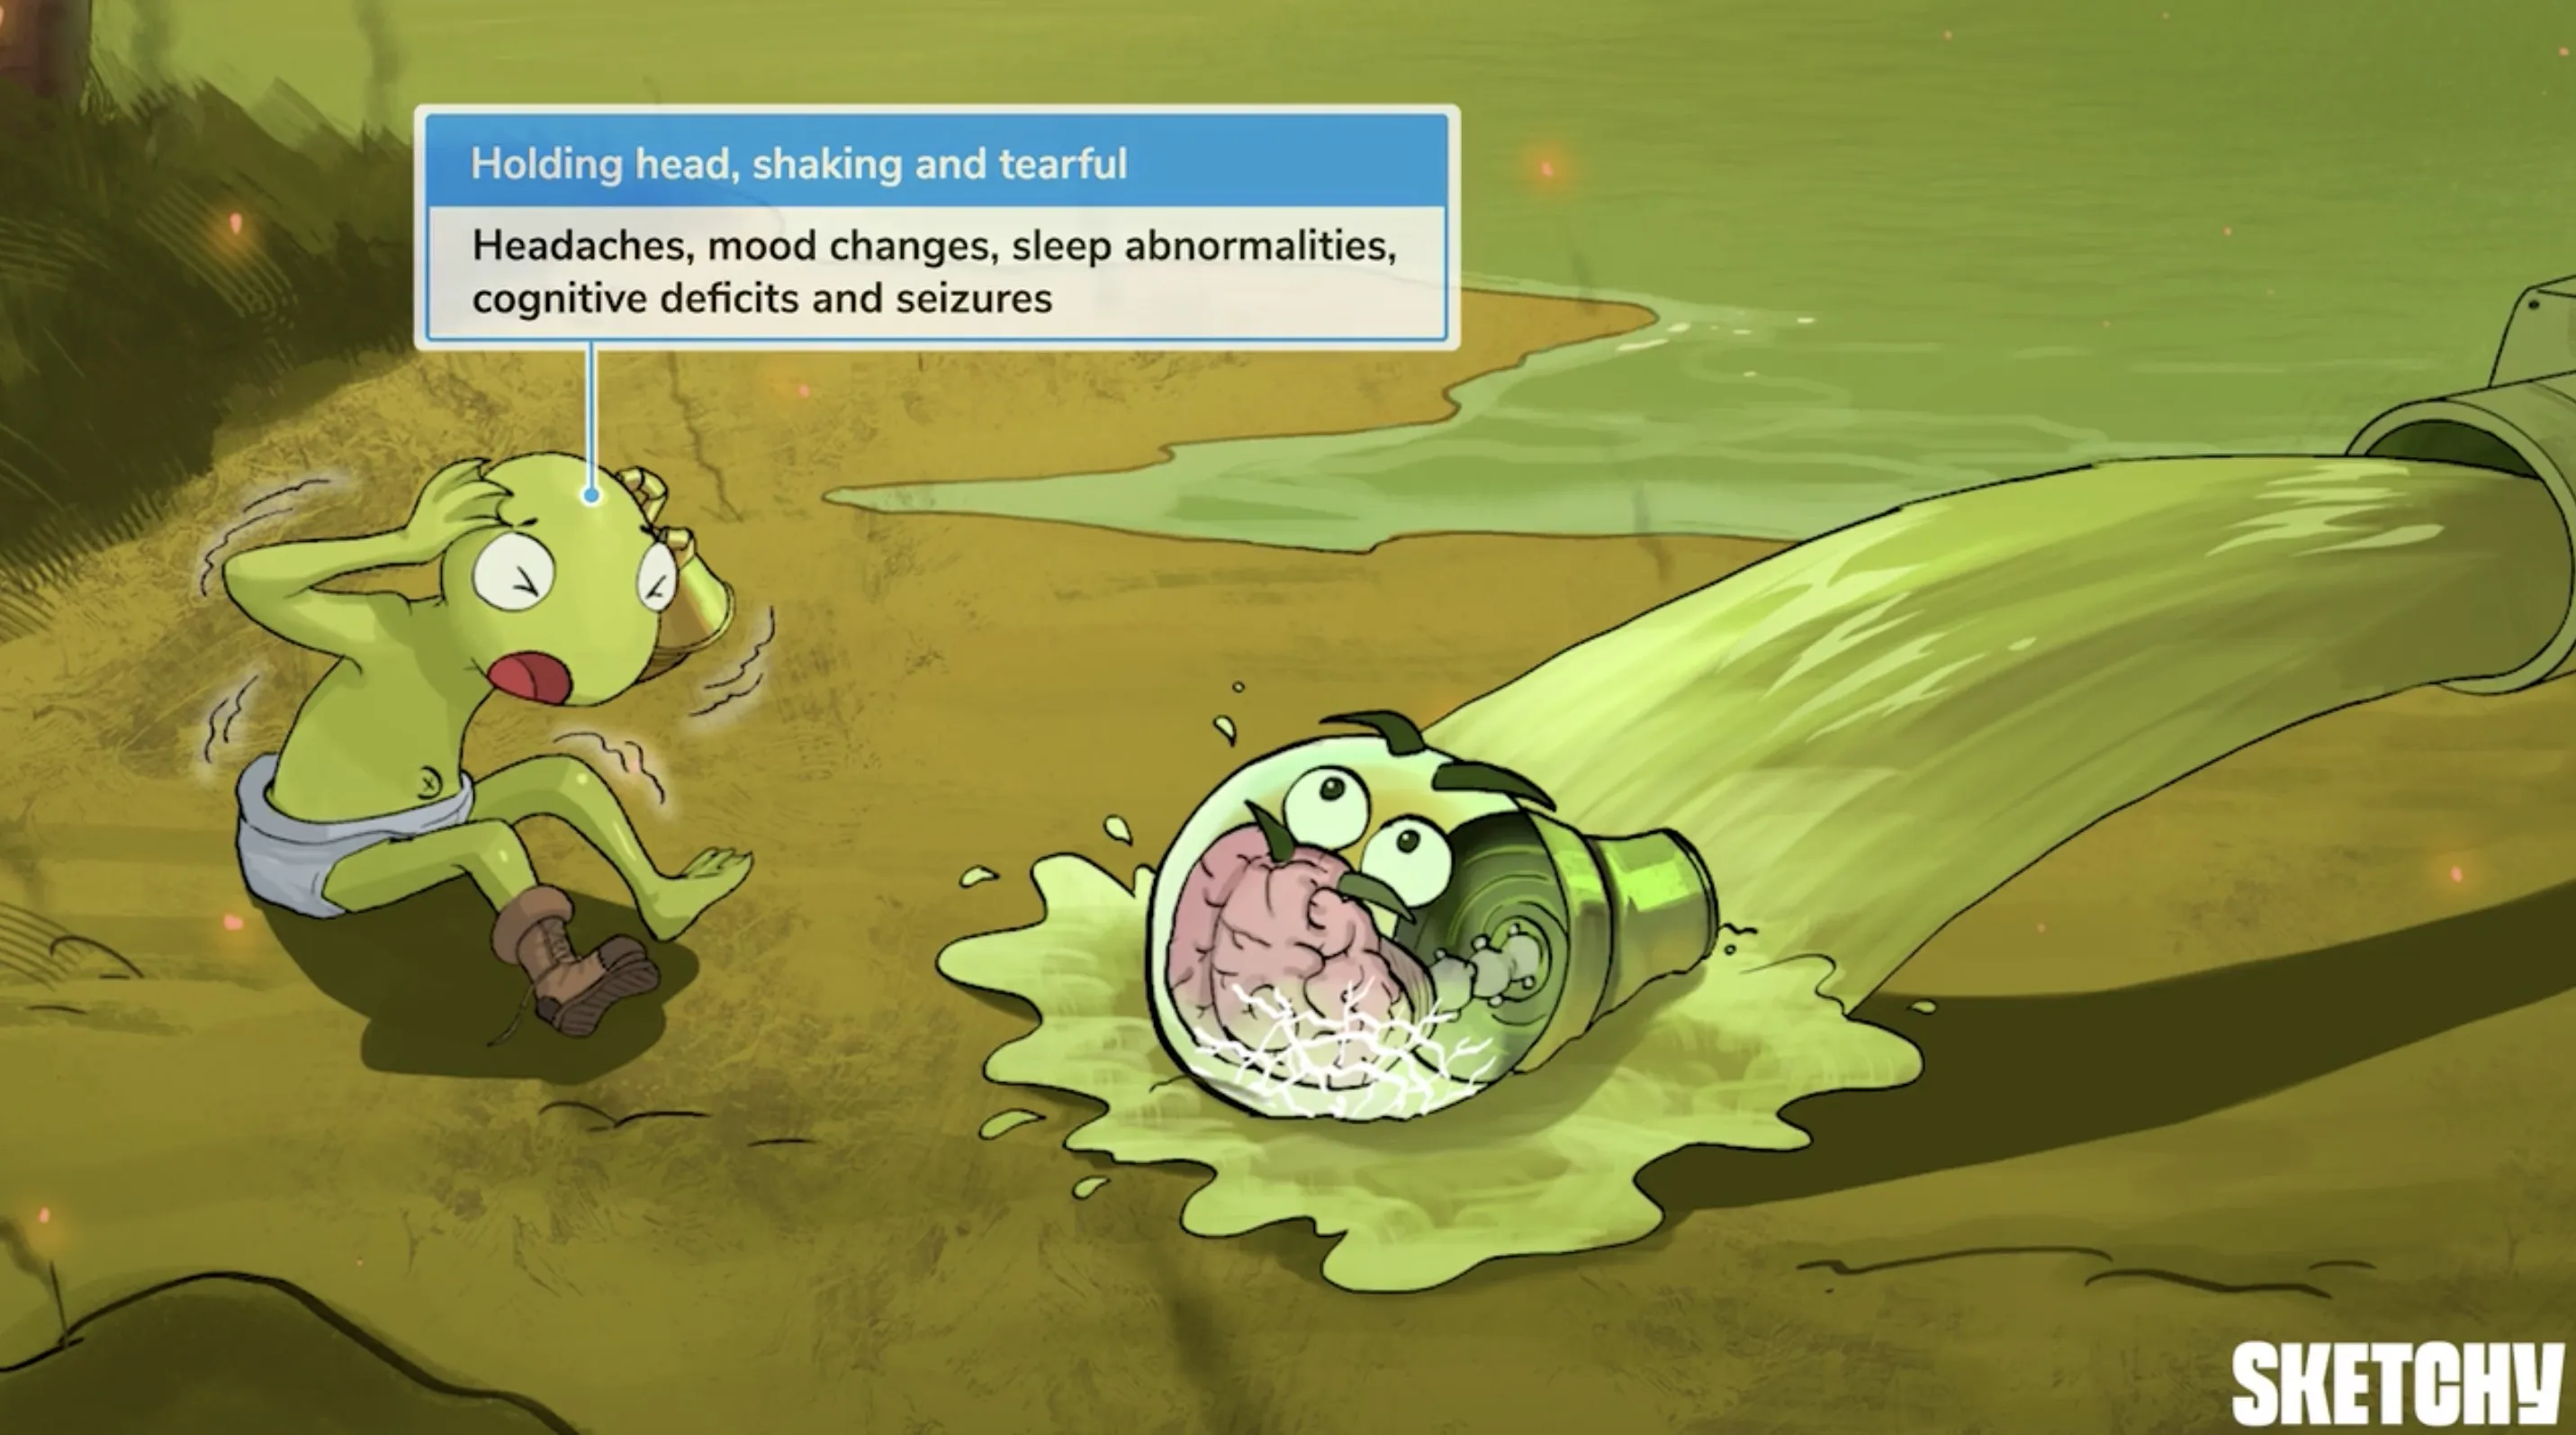 Holding head, shaking and tearful
Headaches, mood changes, sleep abnormalities,
cognitive deficits and seizures
SKETCHY